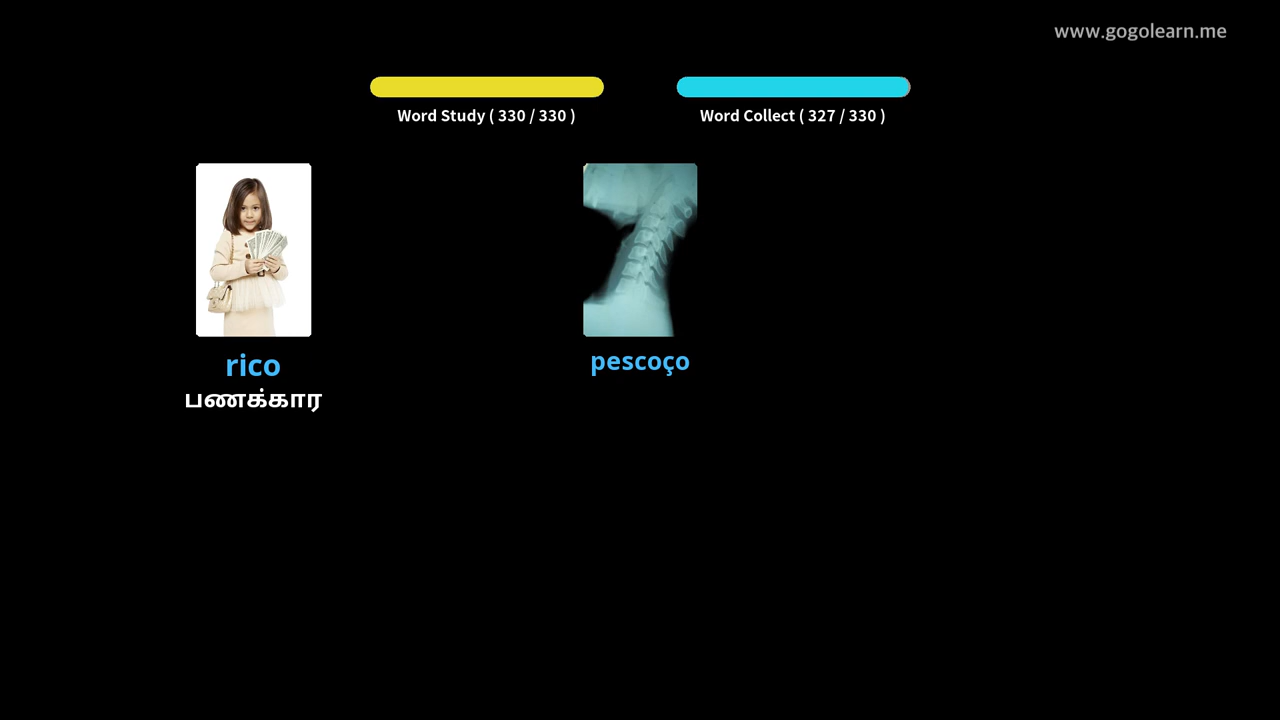 www.gogolearn.me
Word Study ( 330 / 330 )
Word Collect ( 327 / 330 )
rico
பணக்கார
pescoço